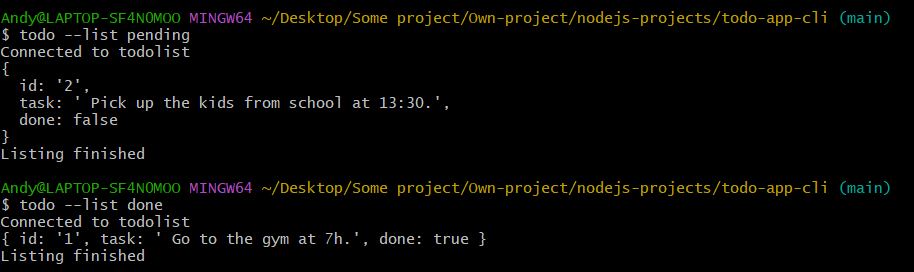 Andy@LAPTOP-SF4N0MOO MINGW64 ~/Desktop/Some project/Own-project/nodejs-projects/todo-app-cli (main)
$ todo --list pending
Connected to todolist
{
  id: '2',
  task: ' Pick up the kids from school at 13:30.',
  done: false
}
Listing finished

Andy@LAPTOP-SF4N0MOO MINGW64 ~/Desktop/Some project/Own-project/nodejs-projects/todo-app-cli (main)
$ todo --list done
Connected to todolist
{ id: '1', task: ' Go to the gym at 7h.', done: true }
Listing finished